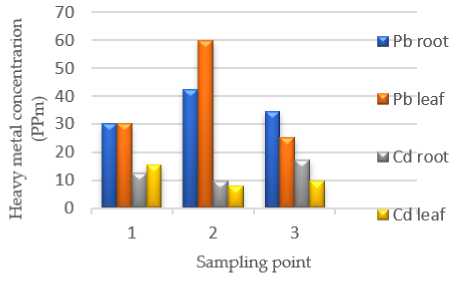 Heavy metal concentrarion
(PPm)
70
60
50
40
30
20
10
0
1 2 3
Sampling point
Pb root
Pb leaf
Cd root
Cd leaf